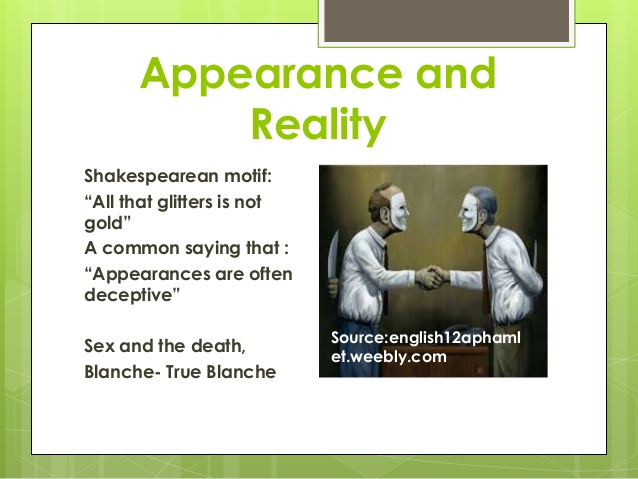 Appearance and
Reality
Shakespearean motif:
“All that glitters is not
gold”
A common saying that :
“Appearances are often
deceptive”
Sex and the death,
Blanche- True Blanche
Source:english12aphaml
et.weebly.com